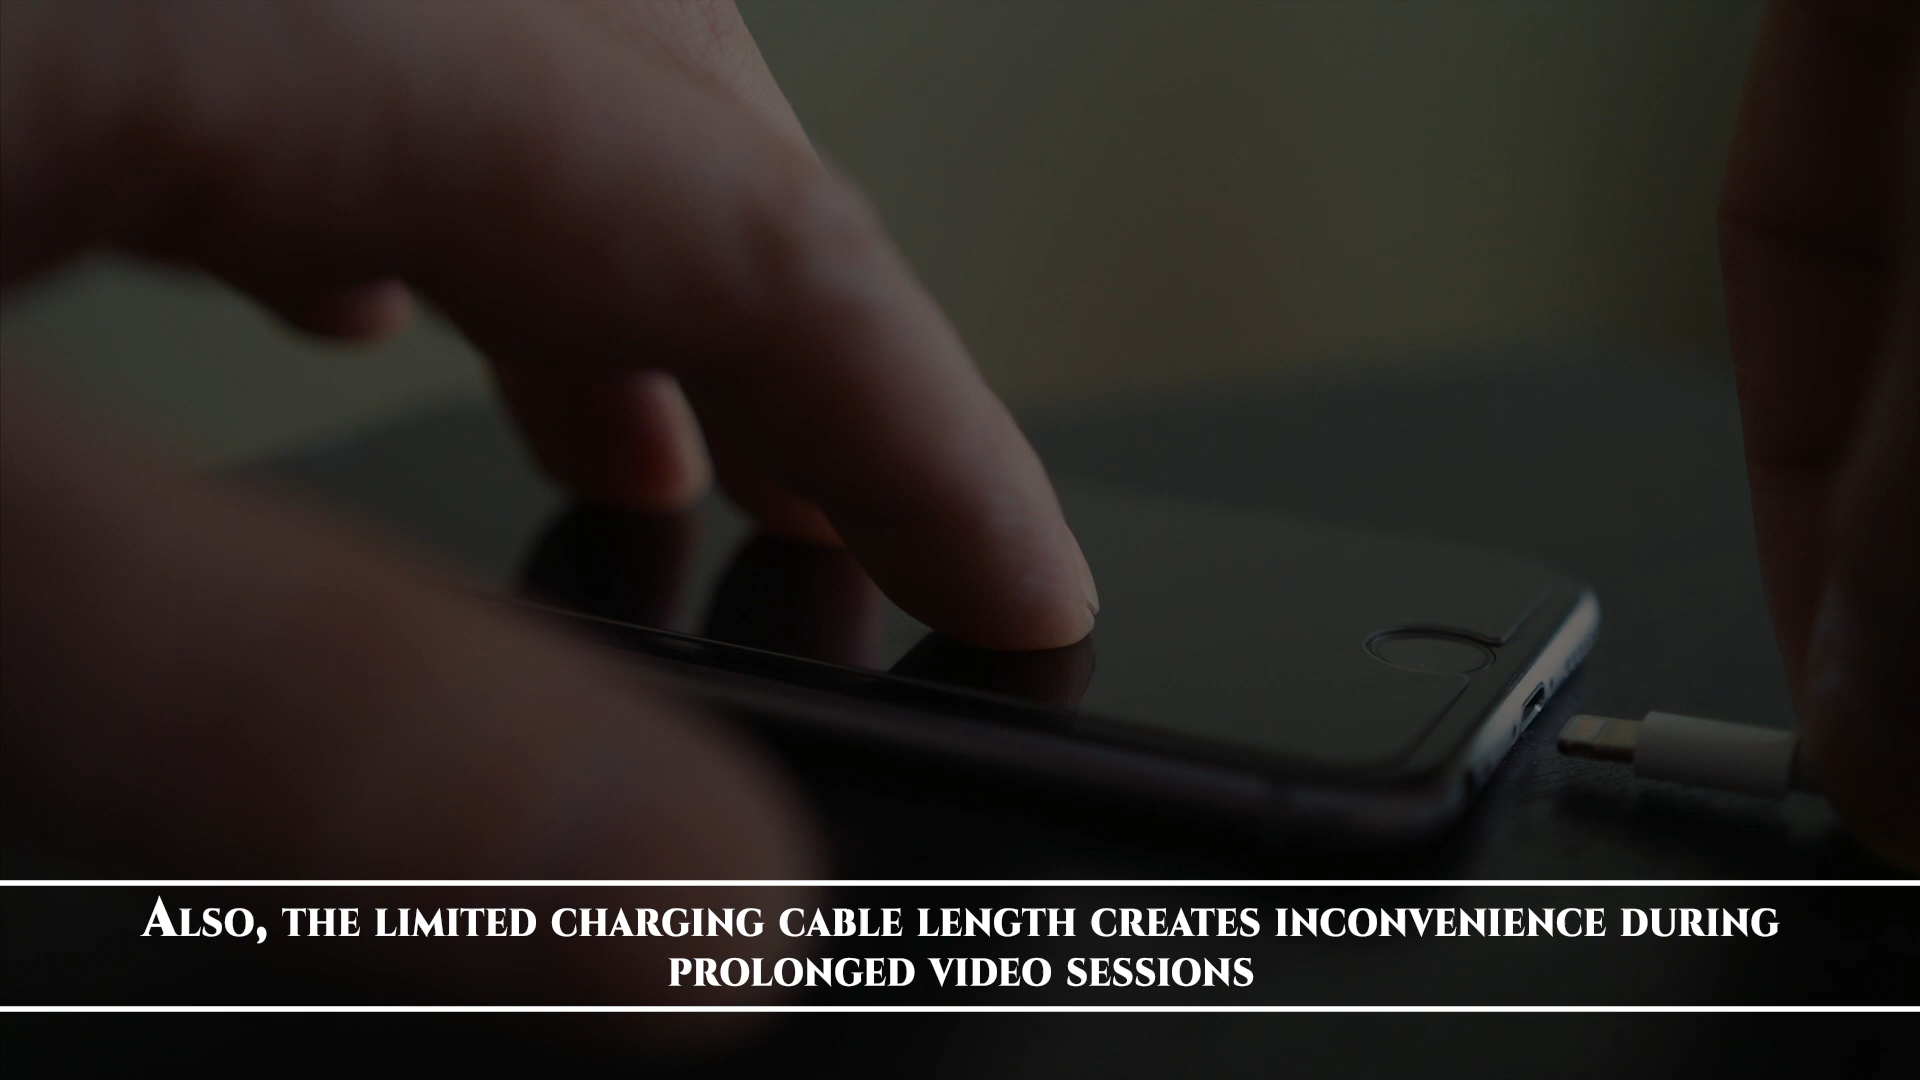 Also, the limited charging cable length creates inconvenience during
prolonged video sessions